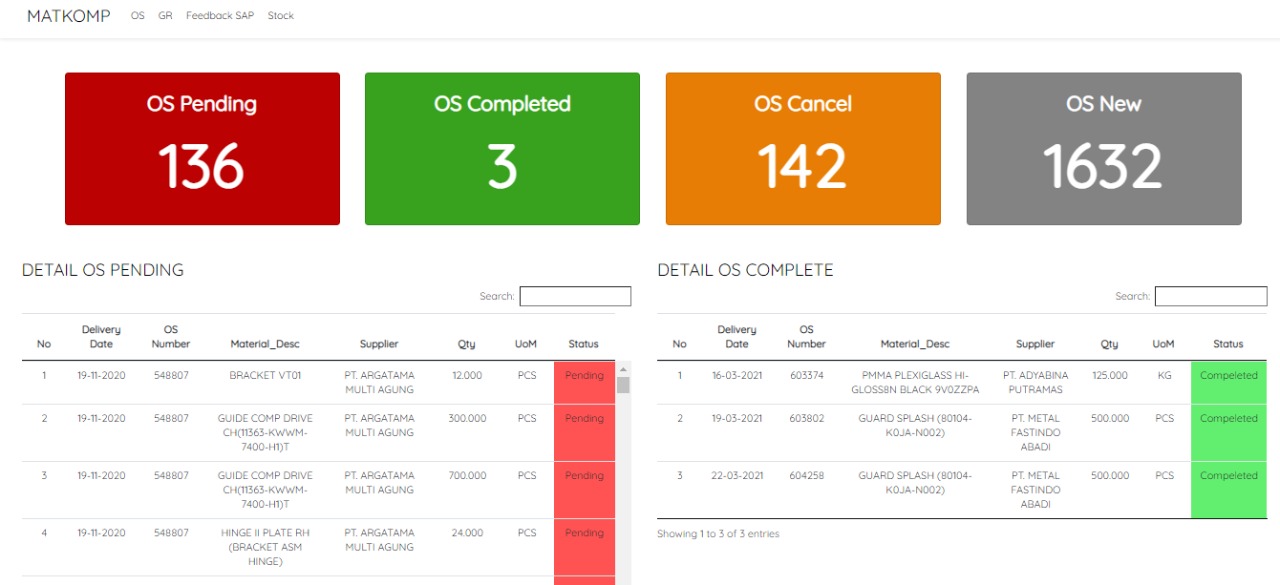 MATKOMP OS GR Feedback SAP Stock
OS Pending
136
OS Completed
3
OS Cancel
142
OS New
1632
DETAIL OS PENDING
Search:
No Delivery Date OS Number Material_Desc Supplier Qty UoM Status
1 19-11-2020 548807 BRACKET VT01 PT. ARGATAMA MULTI AGUNG 12.000 PCS Pending
2 19-11-2020 548807 GUIDE COMP DRIVE CH(11363-KWWM-7400-H1)T PT. ARGATAMA MULTI AGUNG 300.000 PCS Pending
3 19-11-2020 548807 GUIDE COMP DRIVE CH(11363-KWWM-7400-H1)T PT. ARGATAMA MULTI AGUNG 700.000 PCS Pending
4 19-11-2020 548807 HINGE II PLATE RH (BRACKET ASM HINGE) PT. ARGATAMA MULTI AGUNG 24.000 PCS Pending
DETAIL OS COMPLETE
Search:
No Delivery Date OS Number Material_Desc Supplier Qty UoM Status
1 16-03-2021 603374 PMMA PLEXIGLASS HI-GLOSS8N BLACK 9V0ZZPA PT. ADYABINA PUTRAMAS 125.000 KG Compeleted
2 19-03-2021 603802 GUARD SPLASH (80104-K0JA-N002) PT. METAL FASTINDO ABADI 500.000 PCS Compeleted
3 22-03-2021 604258 GUARD SPLASH (80104-K0JA-N002) PT. METAL FASTINDO ABADI 500.000 PCS Compeleted
Showing 1 to 3 of 3 entries